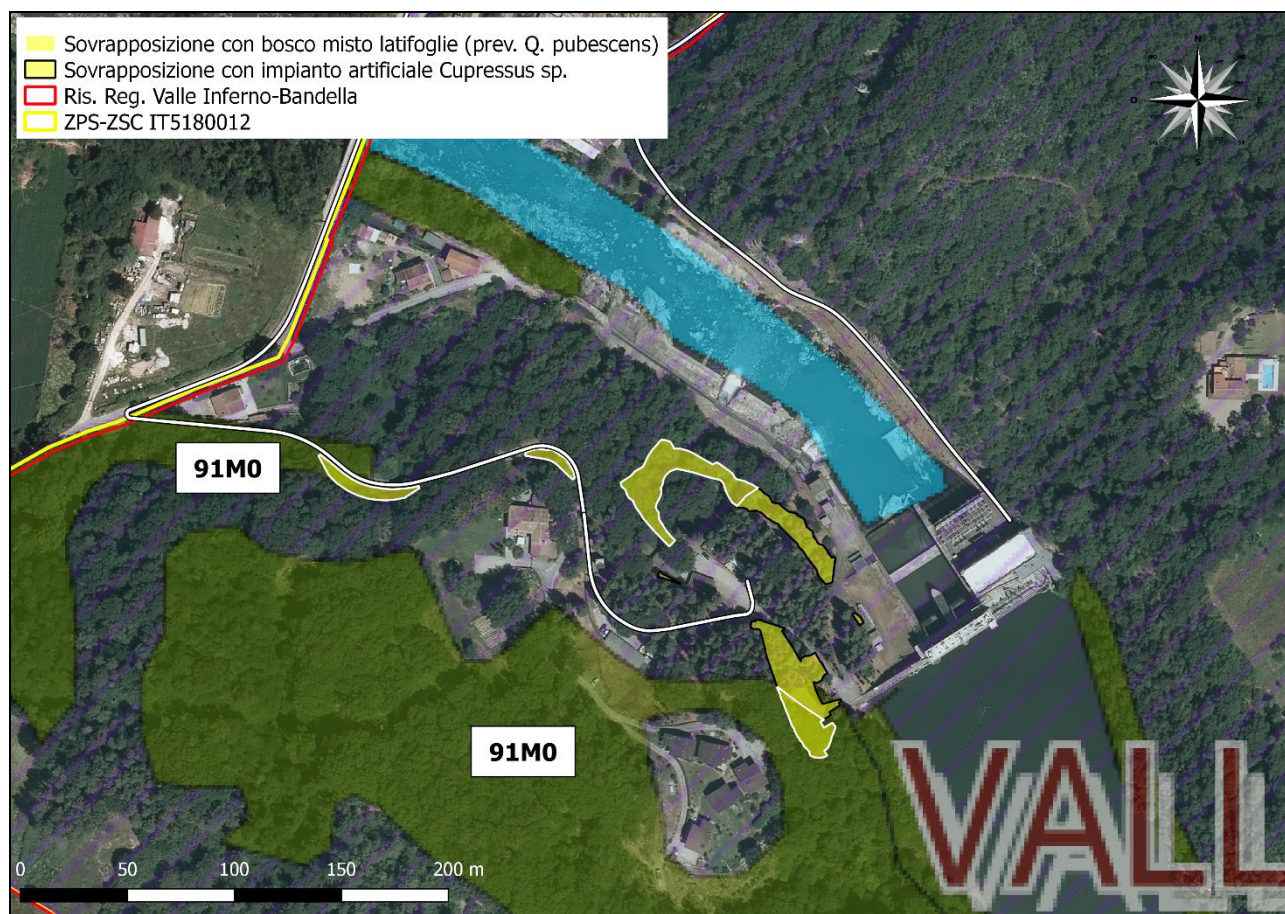 Sovrapposizione con bosco misto latifoglie (prev. Q. pubescens)
Sovrapposizione con impianto artificiale Cupressus sp.
Ris. Reg. Valle Inferno-Bandella
ZPS-ZSC IT5180012
N
O
E
S
91M0
91M0
0 50 100 150 200 m
VALL